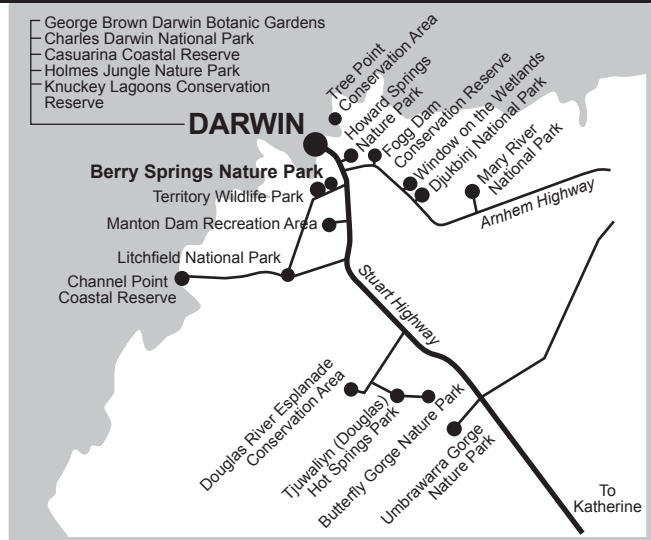 George Brown Darwin Botanic Gardens
Charles Darwin National Park
Casuarina Coastal Reserve
Holmes Jungle Nature Park
Knuckey Lagoons Conservation
Reserve
DARWIN
Tree Point
Conservation Area
Howard Springs
Nature Park
Fogg Dam
Conservation Reserve
Window on the Wetlands
Djukbinj National Park
Mary River
National Park
Arnhem Highway
Berry Springs Nature Park
Territory Wildlife Park
Manton Dam Recreation Area
Litchfield National Park
Channel Point
Coastal Reserve
Stuart Highway
Douglas River Esplanade
Conservation Area
Tjuwaliyn (Douglas)
Hot Springs Park
Butterfly Gorge Nature Park
Umbrawarra Gorge
Nature Park
To
Katherine